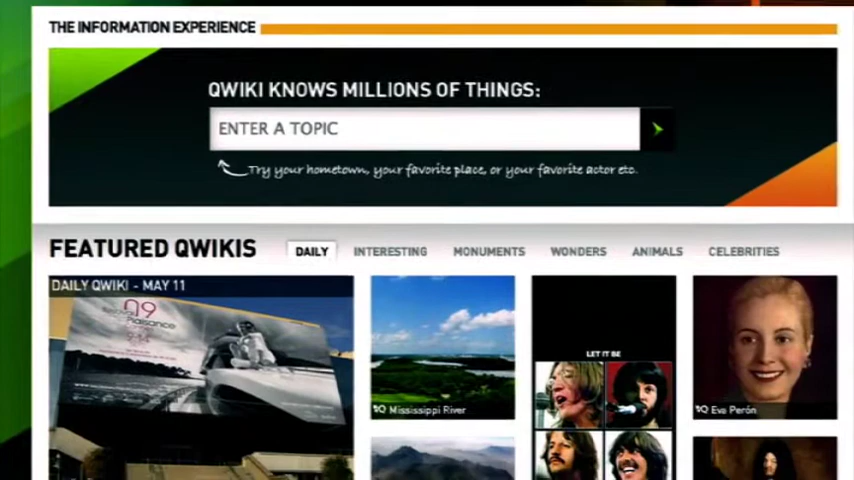 THE INFORMATION EXPERIENCE
QWIKI KNOWS MILLIONS OF THINGS:
ENTER A TOPIC
Try your hometown, your favorite place, or your favorite actor etc.
FEATURED QWIKIS
DAILY INTERESTING MONUMENTS WONDERS ANIMALS CELEBRITIES
DAILY QWIKI - MAY 11
Plaisance
LET IT BE
Mississippi River
Eva Perón